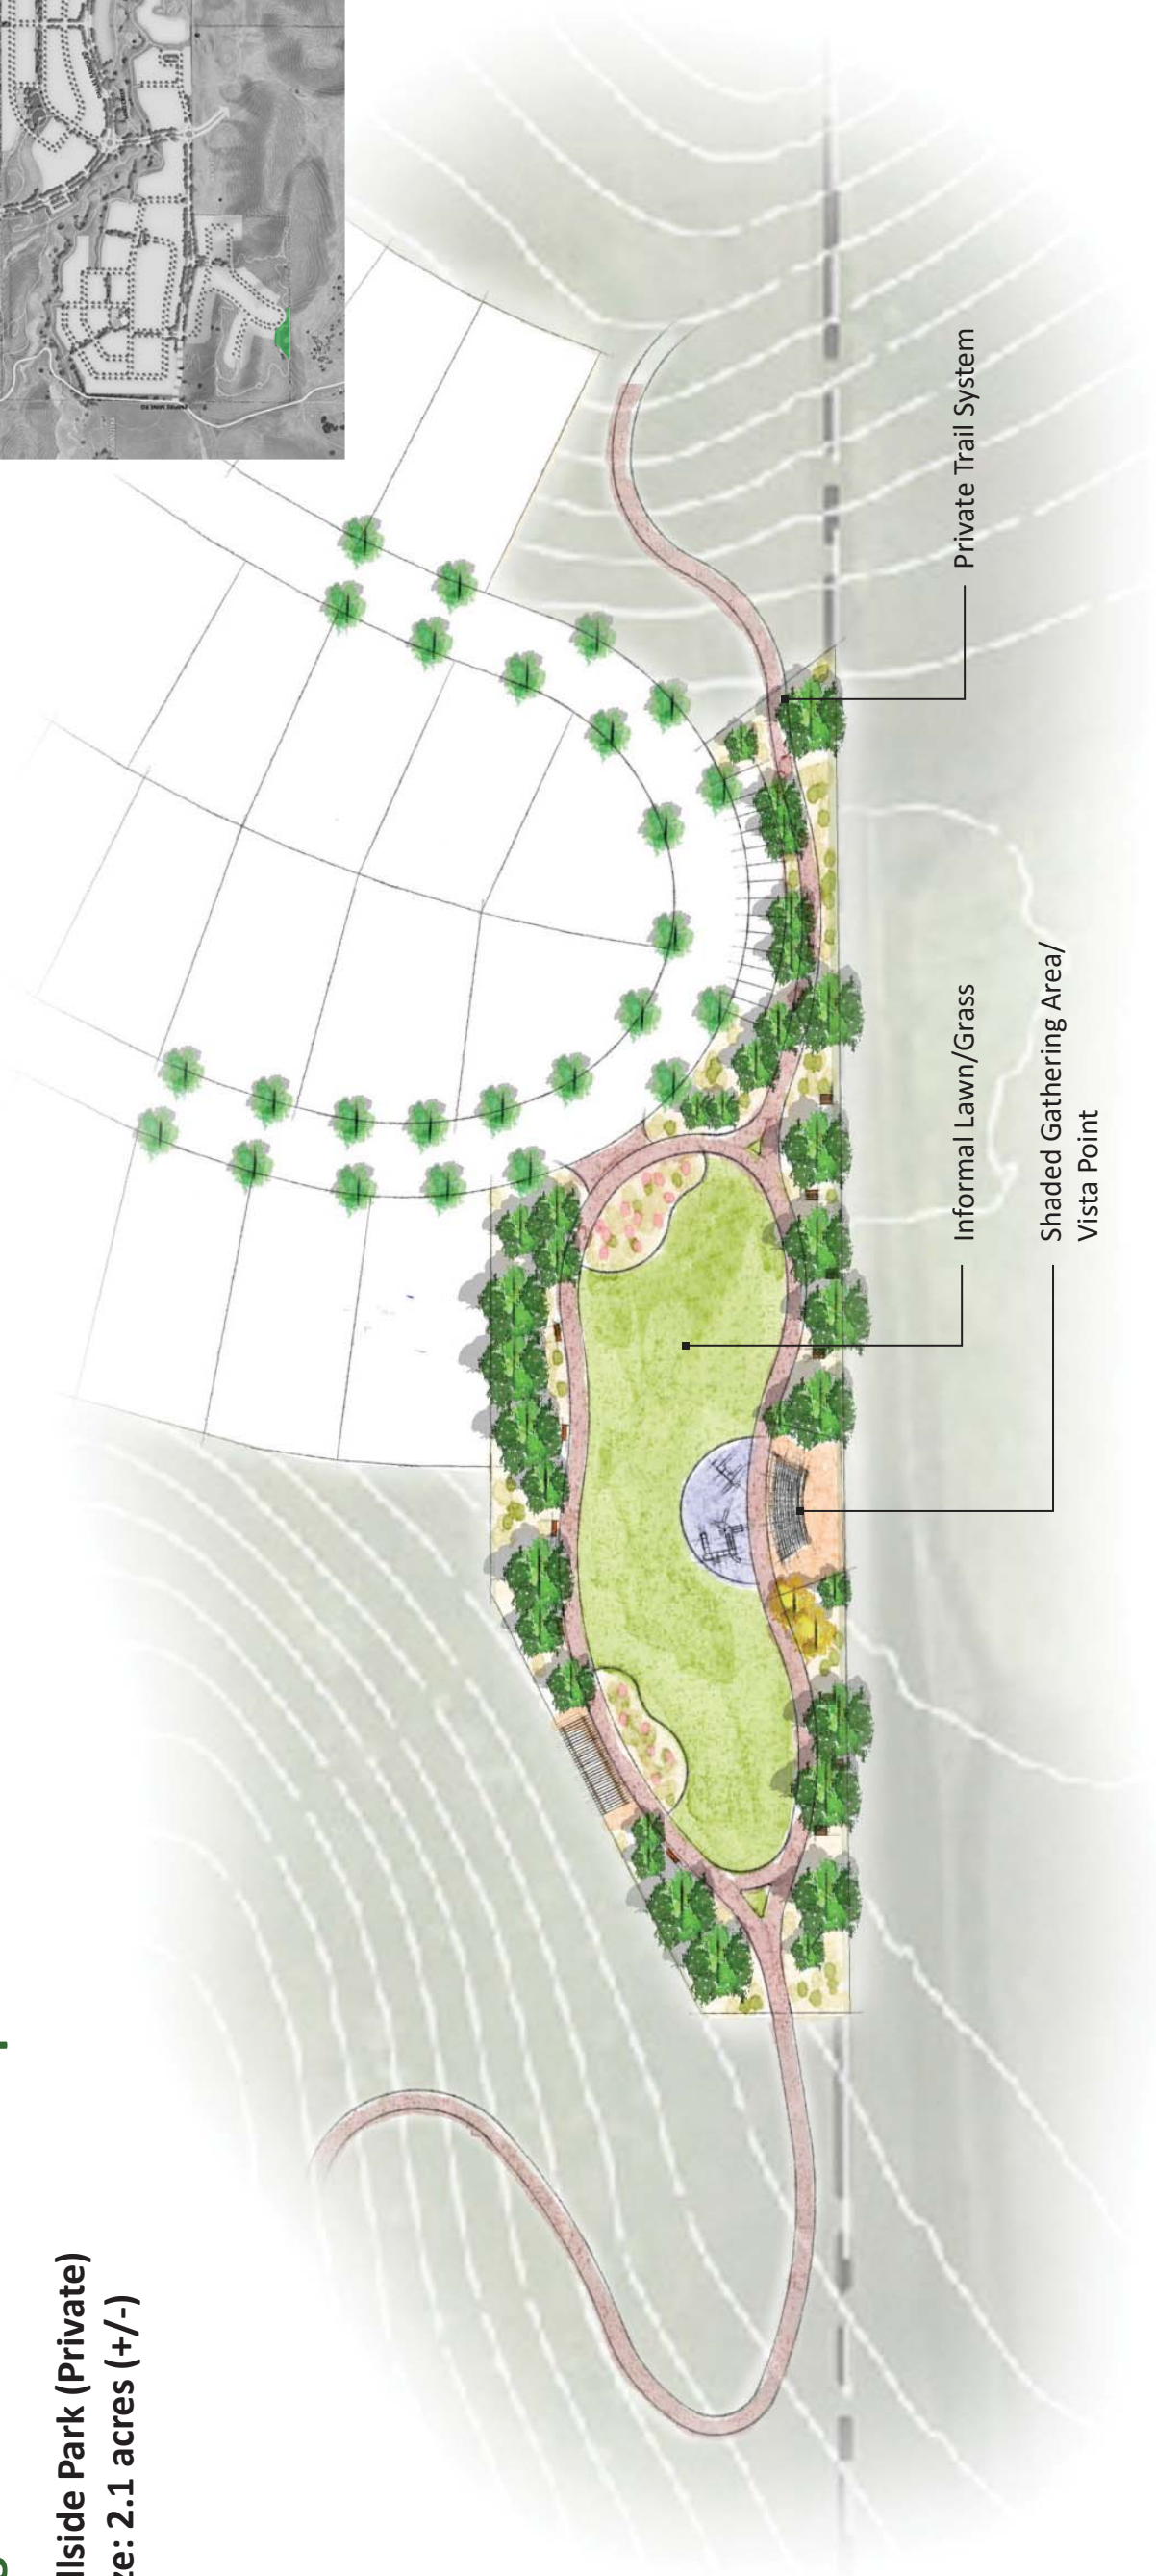 llside Park (Private)
ze: 2.1 acres (+/-)
Private Trail System
Informal Lawn/Grass
Shaded Gathering Area/
Vista Point